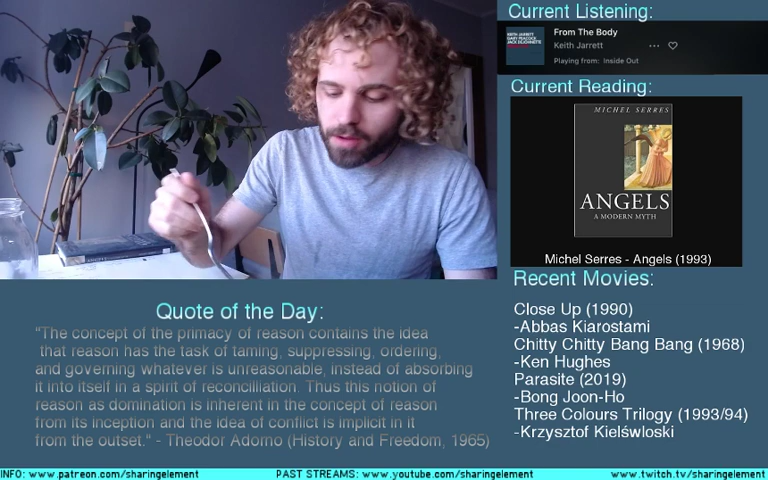 Current Listening:
From The Body
Keith Jarrett
Playing from: Inside Out
Current Reading:
MICHEL SERRES
ANGELS
A MODERN MYTH
Michel Serres - Angels (1993)
Recent Movies:
Close Up (1990)
-Abbas Kiarostami
Chitty Chitty Bang Bang (1968)
-Ken Hughes
Parasite (2019)
-Bong Joon-Ho
Three Colours Trilogy (1993/94)
-Krzysztof Kielśwloski
Quote of the Day:
"The concept of the primacy of reason contains the idea
that reason has the task of taming, suppressing, ordering,
and governing whatever is unreasonable, instead of absorbing
it into itself in a spirit of reconcilliation. Thus this notion of
reason as domination is inherent in the concept of reason
from its inception and the idea of conflict is implicit in it
from the outset." - Theodor Adorno (History and Freedom, 1965)
INFO: www.patreon.com/sharingelement PAST STREAMS: www.youtube.com/sharingelement www.twitch.tv/sharingelement